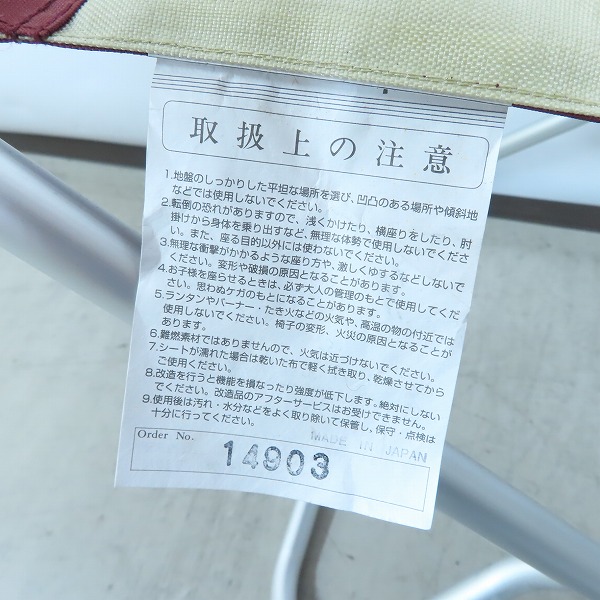 取扱上の注意
1.地盤のしっかりした平坦な場所を選び、凹凸のある場所や傾斜地
などでは使用しないでください。
2.転倒の恐れがありますので、浅くかけたり、横座りをしたり、肘
掛けから身体を乗り出すなど、無理な体勢で使用しないでくださ
い。また、座る目的以外には使わないでください。
3.無理な衝撃がかかるような座り方や、激しくゆするなどしないで
ください。変形や破損の原因となることがあります。
4.お子様を座らせるときは、必ず大人の管理のもとで使用してくだ
さい。思わぬケガのもとになることがあります。
5.ランタンやバーナー・たき火などの火気や、高温の物の付近では
使用しないでください。椅子の変形、火災の原因となることが
あります。
6.難燃素材ではありませんので、火気は近づけないでください。
7.シートが濡れた場合は乾いた布で軽く拭き取り、乾燥させてから
ご使用ください。
8.改造を行うと機能を損なったり強度が低下します。絶対にしない
でください。改造品のアフターサービスはお受けできません。
9.使用後は汚れ・水分などをよく取り除いて保管し、保守・点検は
十分に行ってください。
Order No.
MADE IN JAPAN
14903